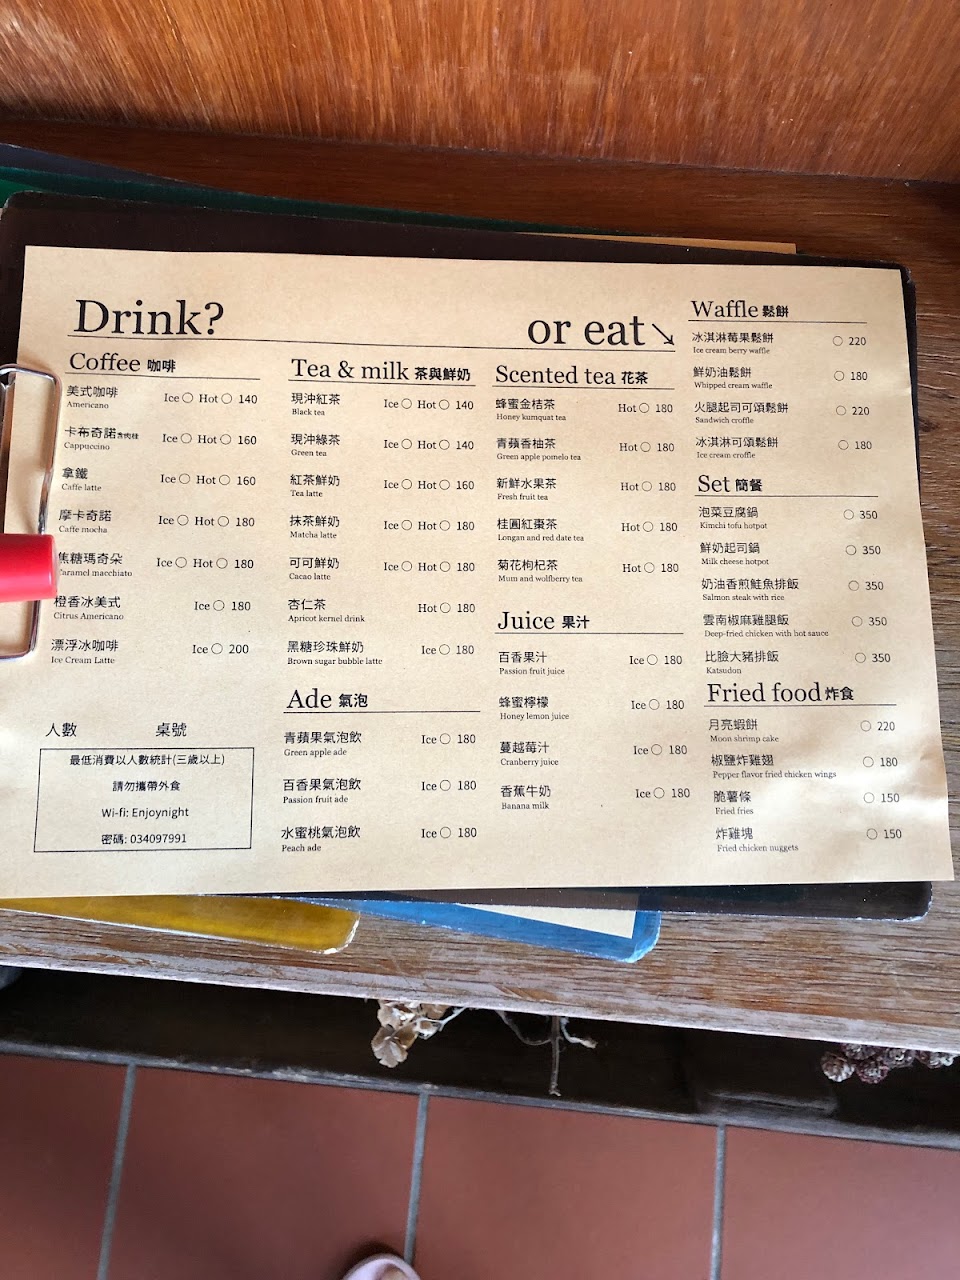 Drink?
or eat ↘
Coffee 咖啡
美式咖啡 Ice○ Hot○ 140
Americano
卡布奇諾含肉桂 Ice○ Hot○ 160
Cappuccino
拿鐵 Ice○ Hot○ 160
Caffe latte
摩卡奇諾 Ice○ Hot○ 180
Caffe mocha
焦糖瑪奇朵 Ice○ Hot○ 180
Caramel macchiato
橙香冰美式 Ice○ 180
Citrus Americano
漂浮冰咖啡 Ice○ 200
Ice Cream Latte
人數 桌號
最低消費以人數統計(三歲以上)
請勿攜帶外食
Wi-fi: Enjoynight
密碼: 034097991
Tea & milk 茶與鮮奶
現沖紅茶 Ice○ Hot○ 140
Black tea
現沖綠茶 Ice○ Hot○ 140
Green tea
紅茶鮮奶 Ice○ Hot○ 160
Tea latte
抹茶鮮奶 Ice○ Hot○ 180
Matcha latte
可可鮮奶 Ice○ Hot○ 180
Cacao latte
杏仁茶 Hot○ 180
Apricot kernel drink
黑糖珍珠鮮奶 Ice○ 180
Brown sugar bubble latte
Ade 氣泡
青蘋果氣泡飲 Ice○ 180
Green apple ade
百香果氣泡飲 Ice○ 180
Passion fruit ade
水蜜桃氣泡飲 Ice○ 180
Peach ade
Scented tea 花茶
蜂蜜金桔茶 Hot○ 180
Honey kumquat tea
青蘋香柚茶 Hot○ 180
Green apple pomelo tea
新鮮水果茶 Hot○ 180
Fresh fruit tea
桂圓紅棗茶 Hot○ 180
Longan and red date tea
菊花枸杞茶 Hot○ 180
Mum and wolfberry tea
Juice 果汁
百香果汁 Ice○ 180
Passion fruit juice
蜂蜜檸檬 Ice○ 180
Honey lemon juice
蔓越莓汁 Ice○ 180
Cranberry juice
香蕉牛奶 Ice○ 180
Banana milk
Waffle 鬆餅
冰淇淋莓果鬆餅 ○ 220
Ice cream berry waffle
鮮奶油鬆餅 ○ 180
Whipped cream waffle
火腿起司可頌鬆餅 ○ 220
Sandwich croffle
冰淇淋可頌鬆餅 ○ 180
Ice cream croffle
Set 簡餐
泡菜豆腐鍋 ○ 350
Kimchi tofu hotpot
鮮奶起司鍋 ○ 350
Milk cheese hotpot
奶油香煎鮭魚排飯 ○ 350
Salmon steak with rice
雲南椒麻雞腿飯 ○ 350
Deep-fried chicken with hot sauce
比臉大豬排飯 ○ 350
Katsudon
Fried food 炸食
月亮蝦餅 ○ 220
Moon shrimp cake
椒鹽炸雞翅 ○ 180
Pepper flavor fried chicken wings
脆薯條 ○ 150
Fried fries
炸雞塊 ○ 150
Fried chicken nuggets